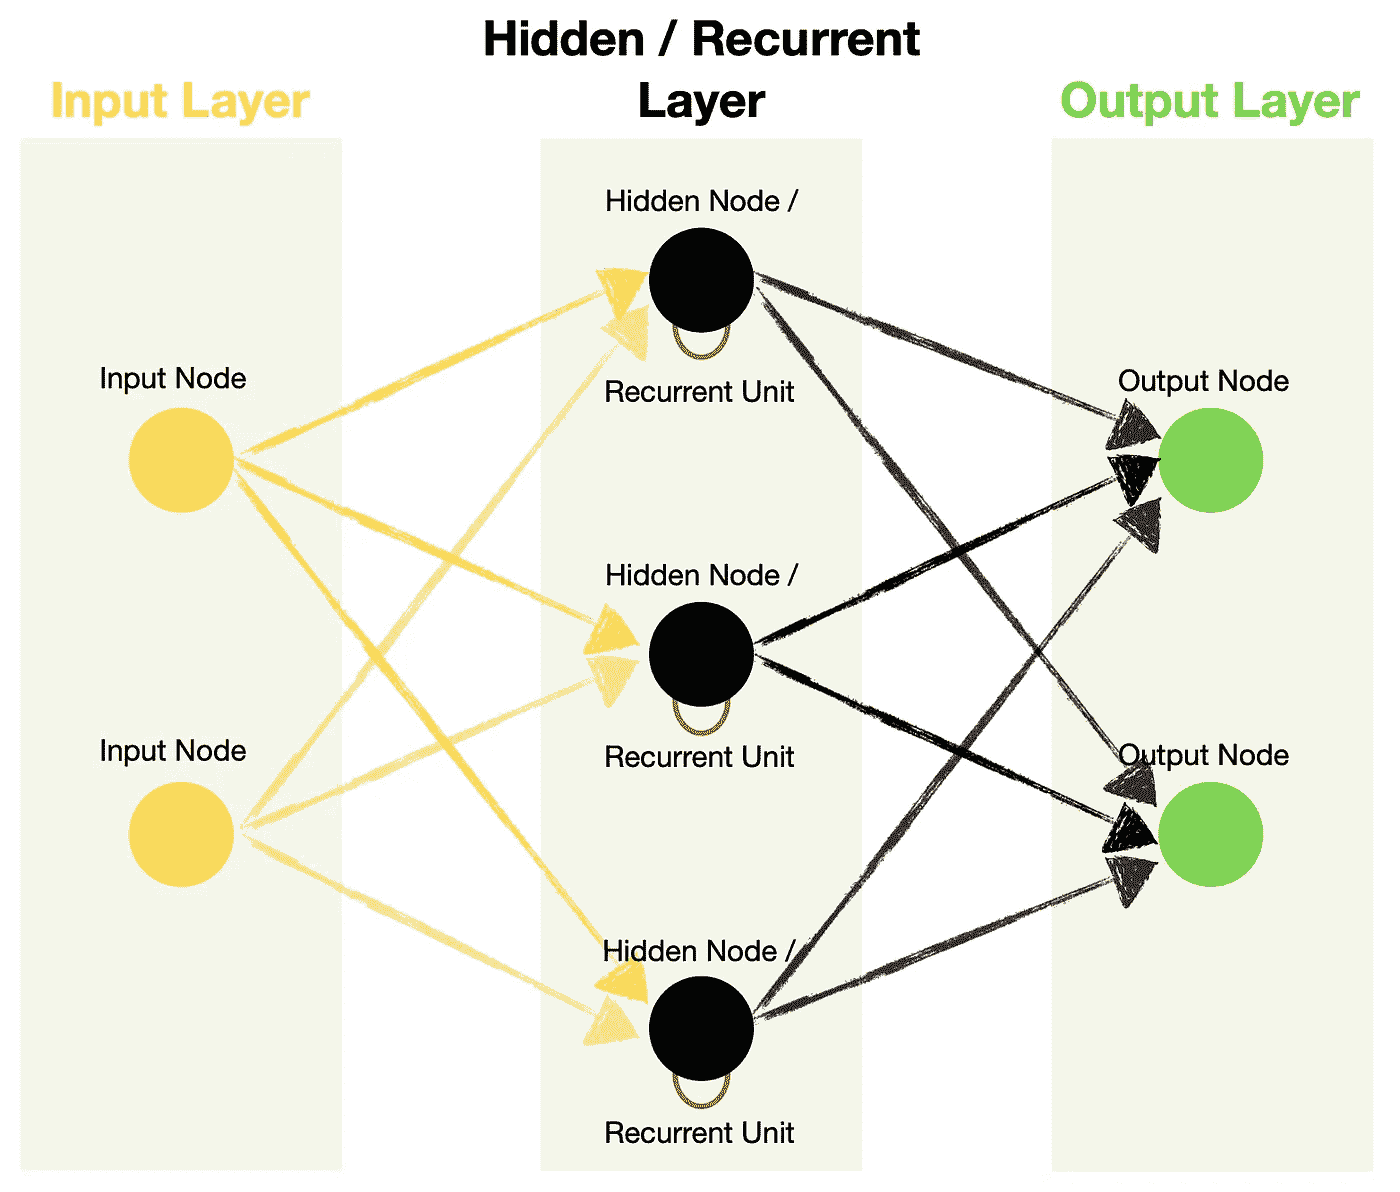 Hidden / Recurrent
Layer
Input Layer
Output Layer
Hidden Node /
Recurrent Unit
Input Node
Output Node
Hidden Node /
Recurrent Unit
Input Node
Output Node
Hidden Node /
Recurrent Unit